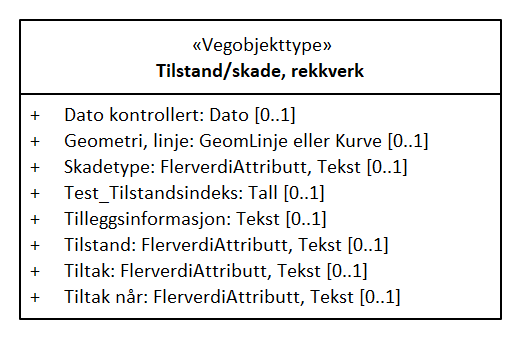 «Vegobjekttype»
Tilstand/skade, rekkverk
+ Dato kontrollert: Dato [0..1]
+ Geometri, linje: GeomLinje eller Kurve [0..1]
+ Skadetype: FlerverdiAttributt, Tekst [0..1]
+ Test_Tilstandsindeks: Tall [0..1]
+ Tilleggsinformasjon: Tekst [0..1]
+ Tilstand: FlerverdiAttributt, Tekst [0..1]
+ Tiltak: FlerverdiAttributt, Tekst [0..1]
+ Tiltak når: FlerverdiAttributt, Tekst [0..1]